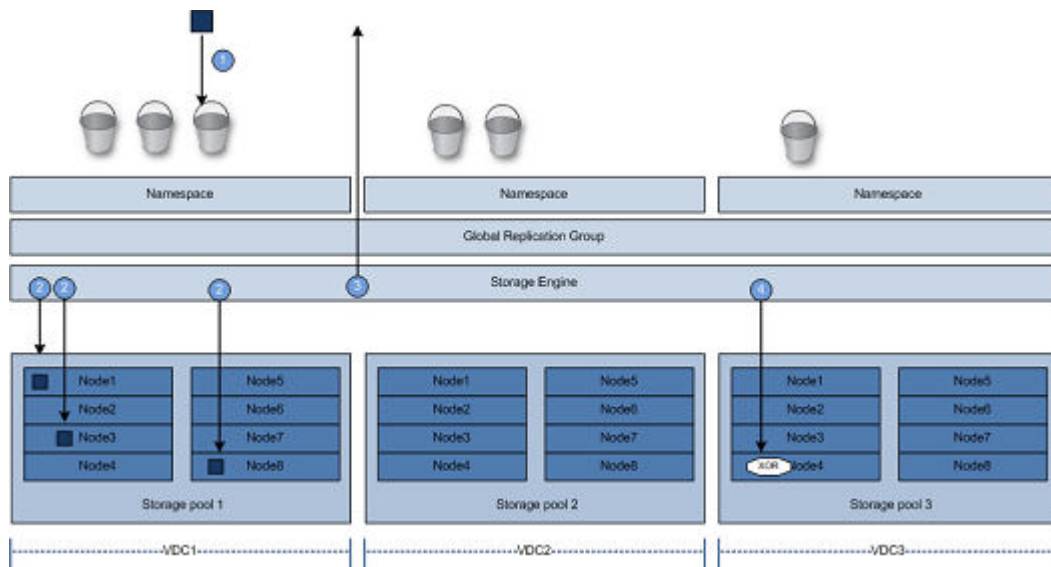 1
Namespace
Namespace
Namespace
Global Replication Group
Storage Engine
2
2
2
3
4
Node1
Node2
Node3
Node4
Node5
Node6
Node7
Node8
Storage pool 1
Node1
Node2
Node3
Node4
Node5
Node6
Node7
Node8
Storage pool 2
Node1
Node2
Node3
XOR
Node4
Node5
Node6
Node7
Node8
Storage pool 3
VDC1
VDC2
VDC3